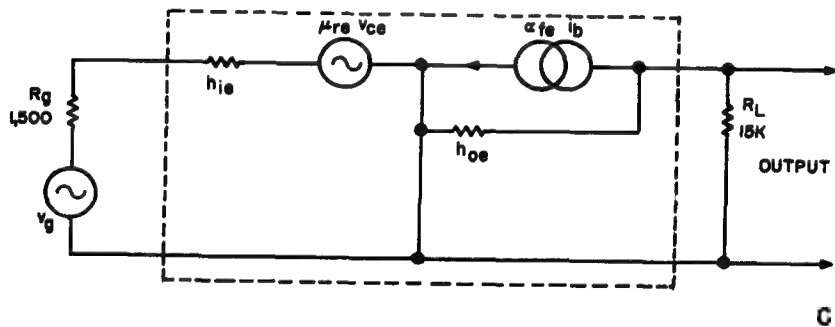 μre vce
αfe ib
hie
Rg
1,500
RL
15K
hoe
OUTPUT
vg
C